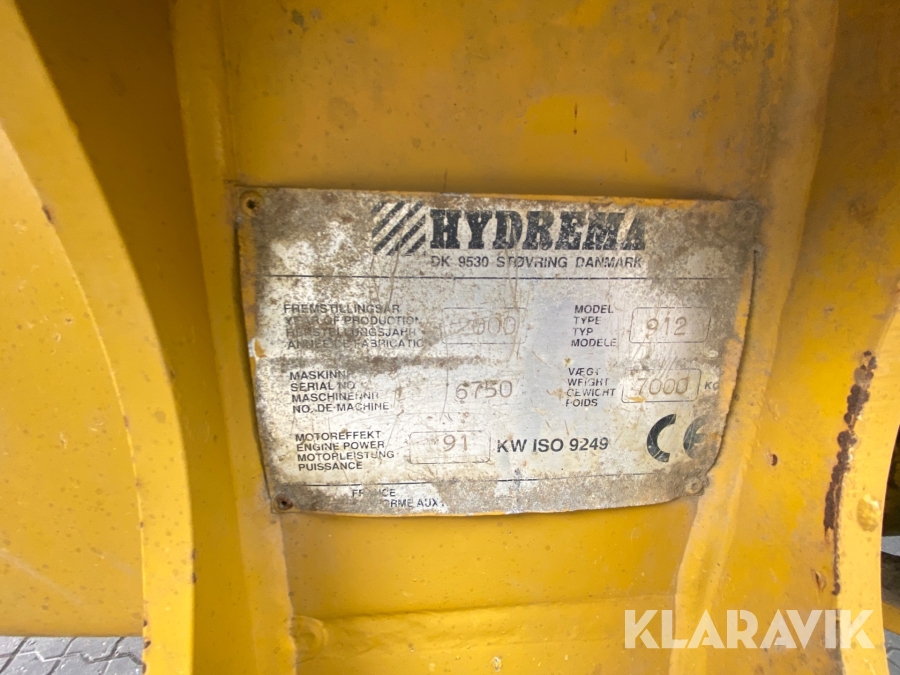 HYDREMA
DK 9530 STØVRING DANMARK
FREMSTILLINGSÅR
YEAR OF PRODUCTION
HERSTELLUNGSJAHR
ANNEE DE FABRICATIO
2000
MODEL
TYPE
TYP
MODELE
912
MASKINNR
SERIAL NO
MASCHINENNR
NO. DE MACHINE
6750
VÆGT
WEIGHT
GEWICHT
POIDS
7000 KG
MOTOREFFEKT
ENGINE POWER
MOTORLEISTUNG
PUISSANCE
91 KW ISO 9249
CE
ORME AUX
KLARAVIK